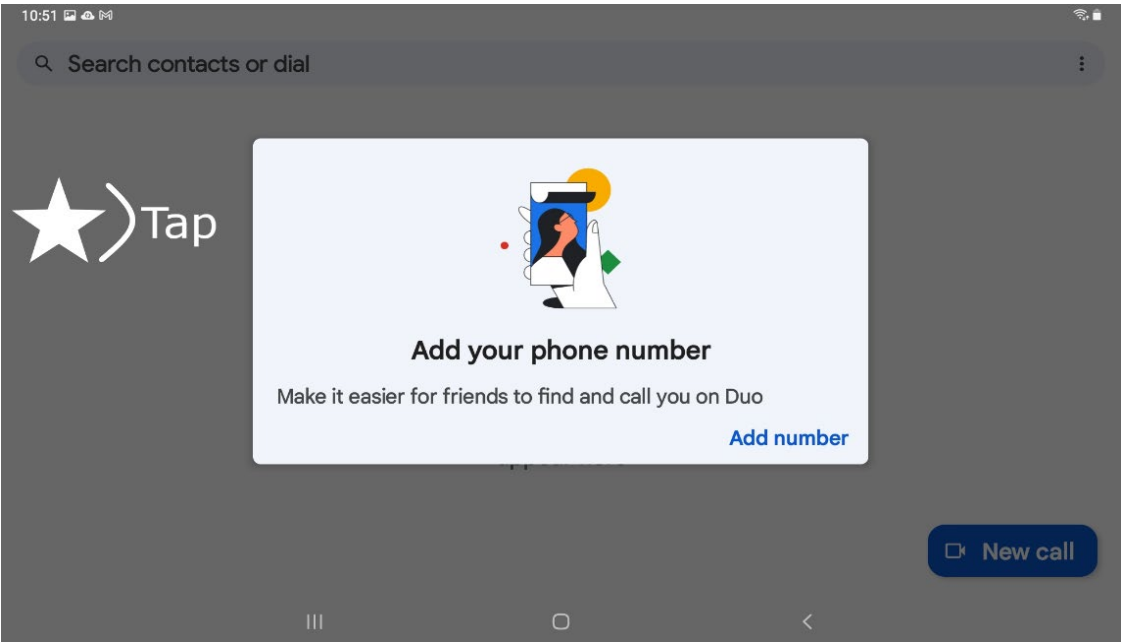 10:51
Search contacts or dial
Tap
Add your phone number
Make it easier for friends to find and call you on Duo
Add number
New call